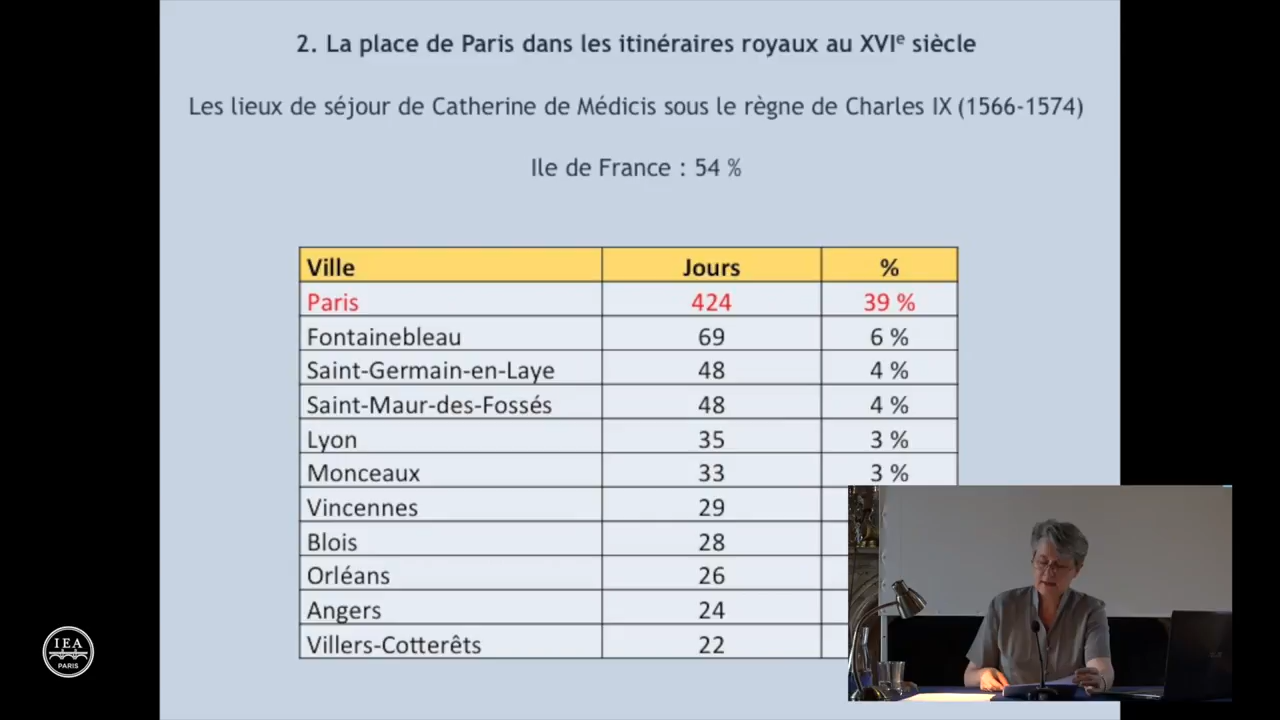 2. La place de Paris dans les itinéraires royaux au XVIe siècle
Les lieux de séjour de Catherine de Médicis sous le règne de Charles IX (1566-1574)
Ile de France : 54 %
Ville Jours %
Paris 424 39 %
Fontainebleau 69 6 %
Saint-Germain-en-Laye 48 4 %
Saint-Maur-des-Fossés 48 4 %
Lyon 35 3 %
Monceaux 33 3 %
Vincennes 29
Blois 28
Orléans 26
Angers 24
Villers-Cotterêts 22
IEA
PARIS